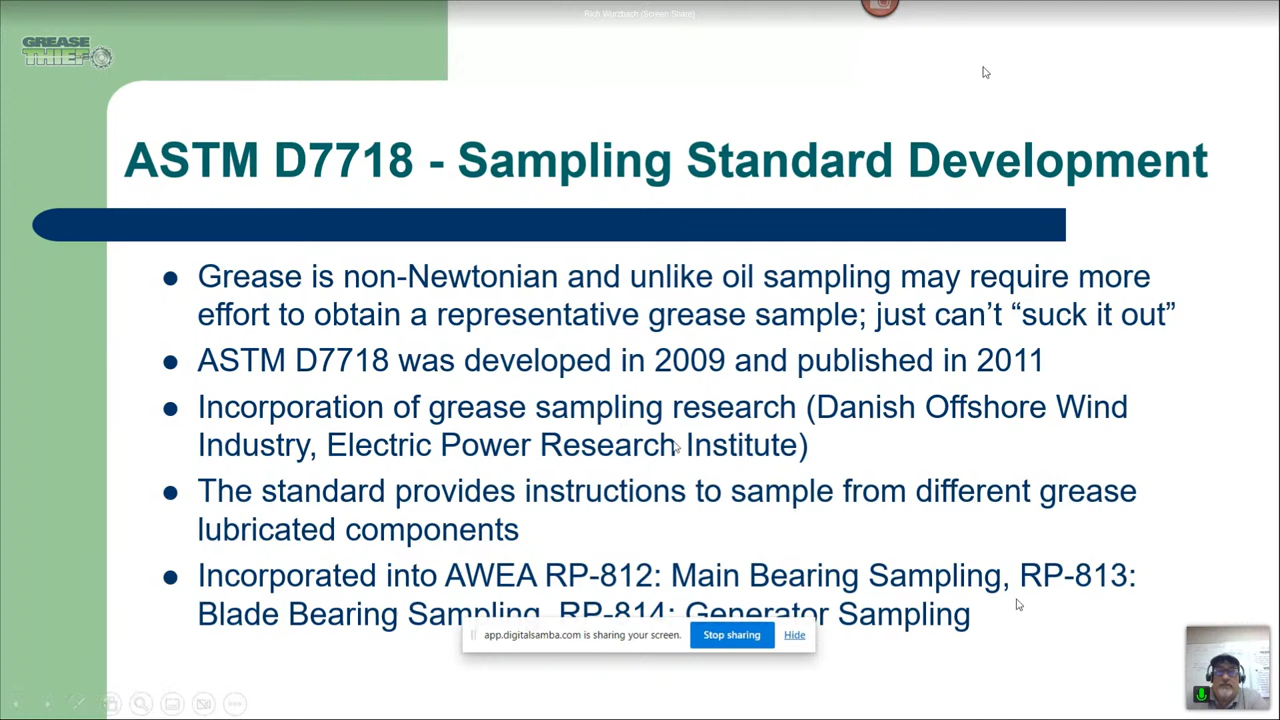 Rich Wurzbach (Screen Share)
GREASE
THIEF
ASTM D7718 - Sampling Standard Development
● Grease is non-Newtonian and unlike oil sampling may require more
effort to obtain a representative grease sample; just can’t “suck it out”
● ASTM D7718 was developed in 2009 and published in 2011
● Incorporation of grease sampling research (Danish Offshore Wind
Industry, Electric Power Research Institute)
● The standard provides instructions to sample from different grease
lubricated components
● Incorporated into AWEA RP-812: Main Bearing Sampling, RP-813:
Blade Bearing Sampling, RP-814: Generator Sampling
app.digitalsamba.com is sharing your screen. Stop sharing Hide